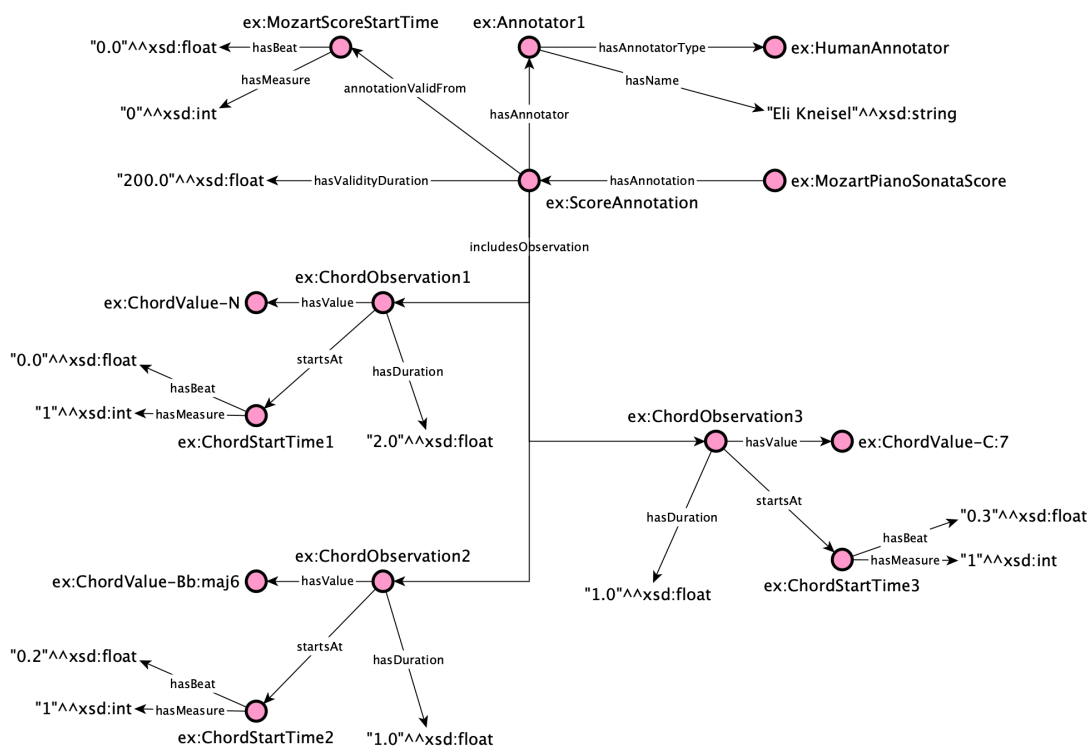 ex:MozartScoreStartTime
ex:Annotator1
"0.0"^^xsd:float
hasBeat
hasAnnotatorType
ex:HumanAnnotator
hasMeasure
hasName
annotationValidFrom
"0"^^xsd:int
hasAnnotator
"Eli Kneisel"^^xsd:string
"200.0"^^xsd:float
hasValidityDuration
hasAnnotation
ex:MozartPianoSonataScore
ex:ScoreAnnotation
includesObservation
ex:ChordObservation1
ex:ChordValue-N
hasValue
"0.0"^^xsd:float
startsAt
hasDuration
hasBeat
"1"^^xsd:int
hasMeasure
ex:ChordStartTime1
"2.0"^^xsd:float
ex:ChordObservation3
hasValue
ex:ChordValue-C:7
startsAt
hasDuration
"0.3"^^xsd:float
hasBeat
hasMeasure
"1"^^xsd:int
ex:ChordStartTime3
"1.0"^^xsd:float
ex:ChordObservation2
ex:ChordValue-Bb:maj6
hasValue
startsAt
"0.2"^^xsd:float
hasDuration
hasBeat
"1"^^xsd:int
hasMeasure
ex:ChordStartTime2
"1.0"^^xsd:float